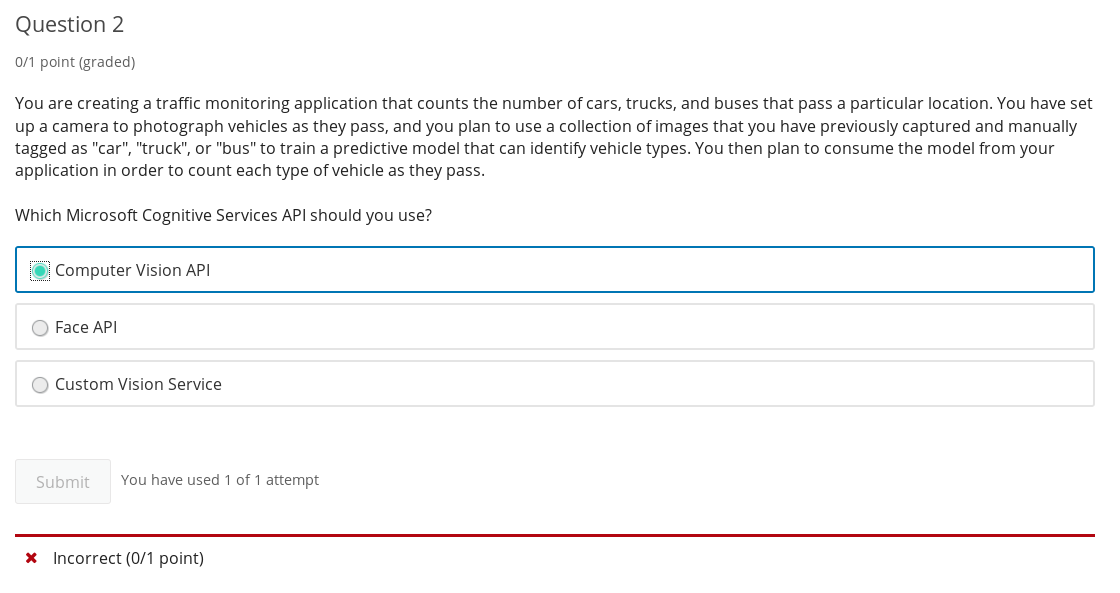 Question 2
0/1 point (graded)
You are creating a traffic monitoring application that counts the number of cars, trucks, and buses that pass a particular location. You have set
up a camera to photograph vehicles as they pass, and you plan to use a collection of images that you have previously captured and manually
tagged as "car", "truck", or "bus" to train a predictive model that can identify vehicle types. You then plan to consume the model from your
application in order to count each type of vehicle as they pass.
Which Microsoft Cognitive Services API should you use?
Computer Vision API
Face API
Custom Vision Service
Submit You have used 1 of 1 attempt
Incorrect (0/1 point)